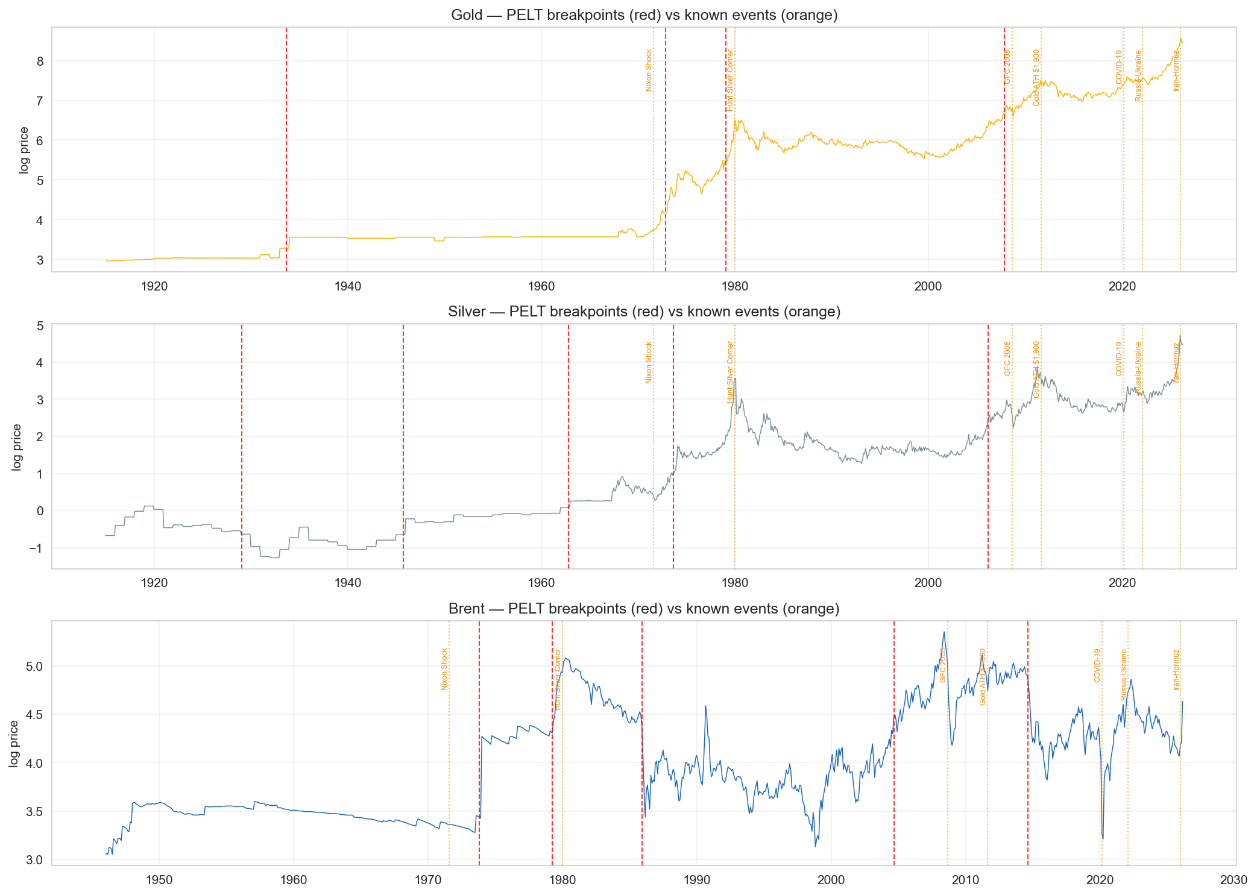 Gold — PELT breakpoints (red) vs known events (orange)
log price
8
7
6
5
4
3
Nixon Shock
Hunt Silver Corner
GFC 2008
Gold ATH $1,900
COVID-19
Russia-Ukraine
Iran-Hormuz
1920
1940
1960
1980
2000
2020
Silver — PELT breakpoints (red) vs known events (orange)
log price
5
4
3
2
1
0
−1
Nixon Shock
Hunt Silver Corner
GFC 2008
Gold ATH $1,900
COVID-19
Russia-Ukraine
Iran-Hormuz
1920
1940
1960
1980
2000
2020
Brent — PELT breakpoints (red) vs known events (orange)
log price
5.0
4.5
4.0
3.5
3.0
Nixon Shock
Hunt Silver Corner
GFC 2008
Gold ATH $1,900
COVID-19
Russia-Ukraine
Iran-Hormuz
1950
1960
1970
1980
1990
2000
2010
2020
2030